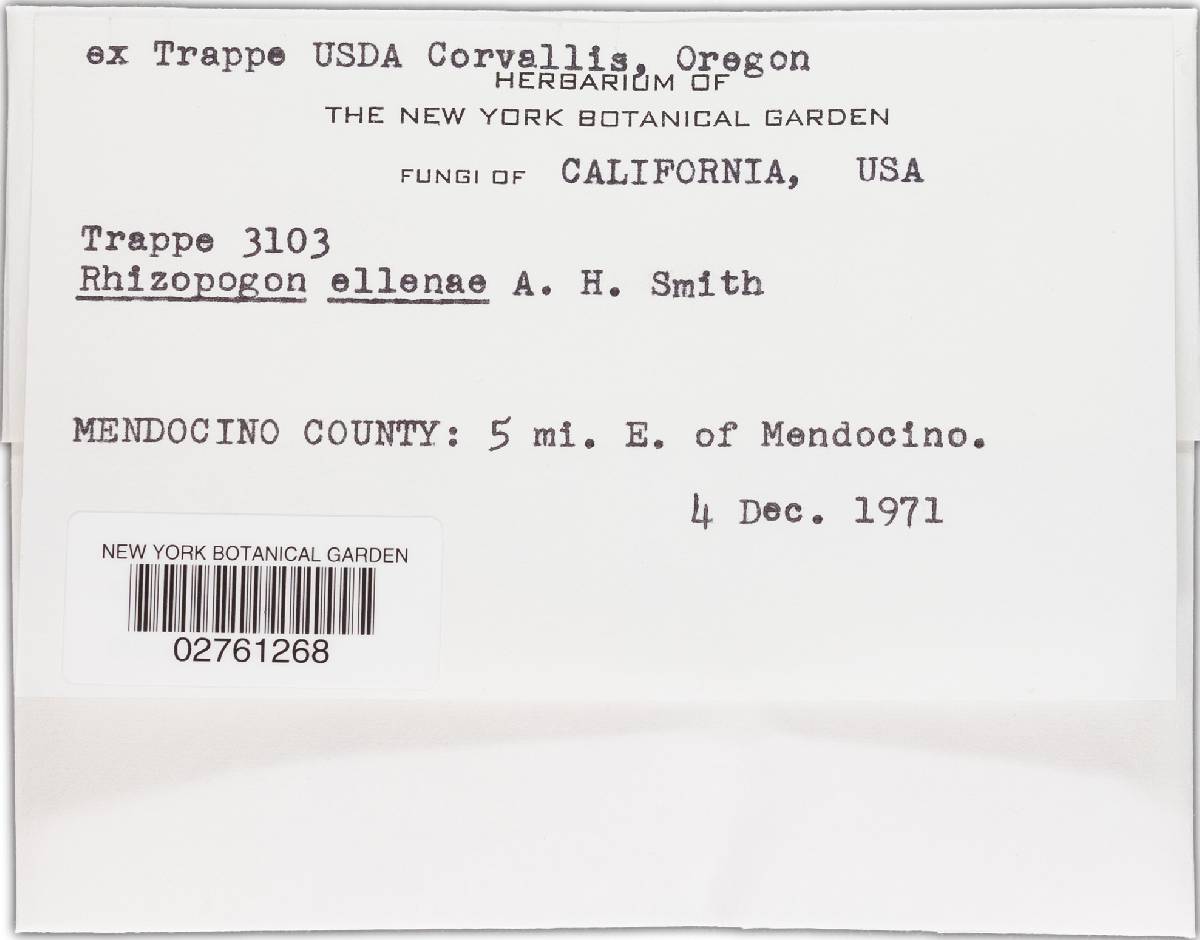 ex Trappe USDA Corvallis, Oregon
HERBARIUM OF
THE NEW YORK BOTANICAL GARDEN
FUNGI OF CALIFORNIA, USA
Trappe 3103
Rhizopogon ellenae A. H. Smith
MENDOCINO COUNTY: 5 mi. E. of Mendocino.
4 Dec. 1971
NEW YORK BOTANICAL GARDEN
02761268